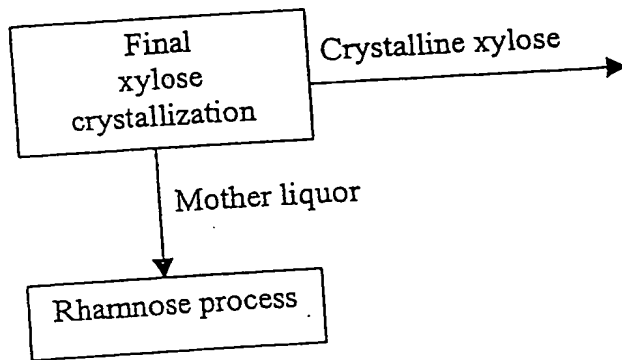 Final
xylose
crystallization
Crystalline xylose
Mother liquor
Rhamnose process